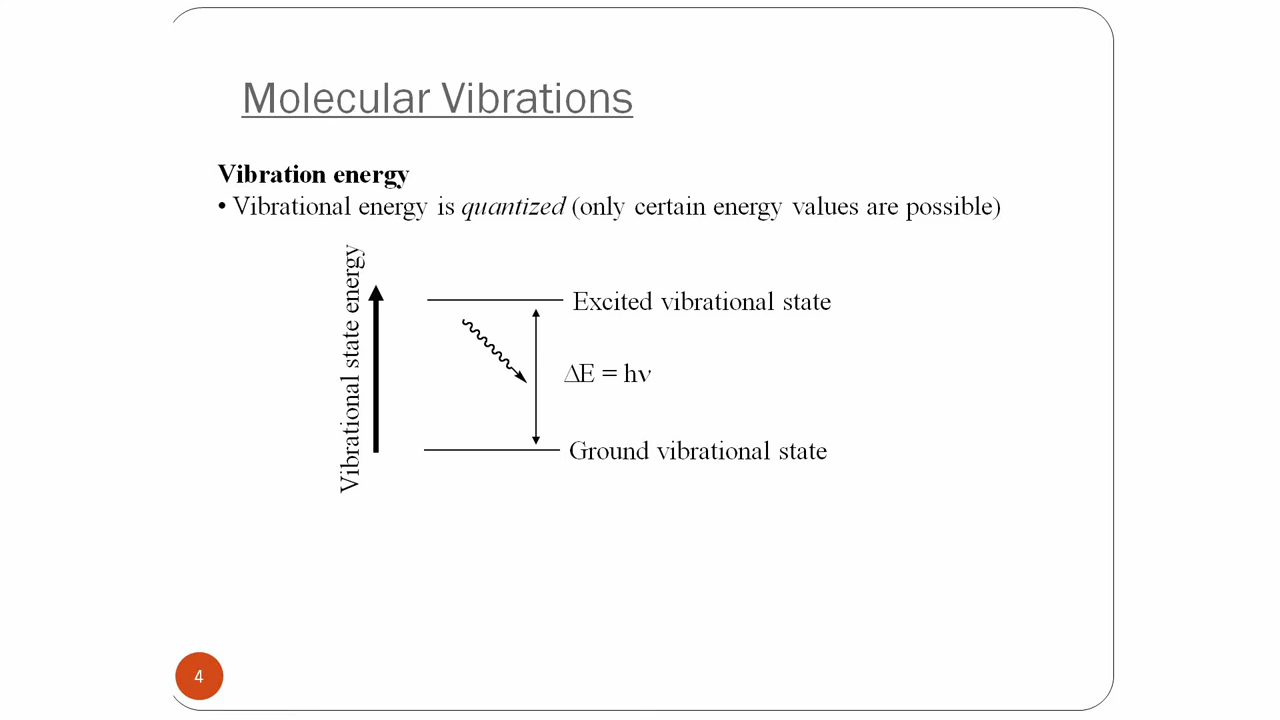 Molecular Vibrations
Vibration energy
• Vibrational energy is quantized (only certain energy values are possible)
Vibrational state energy
Excited vibrational state
ΔE = hν
Ground vibrational state
4